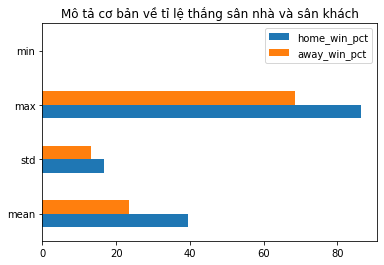 Mô tả cơ bản về tỉ lệ thắng sân nhà và sân khách
home_win_pct
away_win_pct
min
max
std
mean
0
20
40
60
80